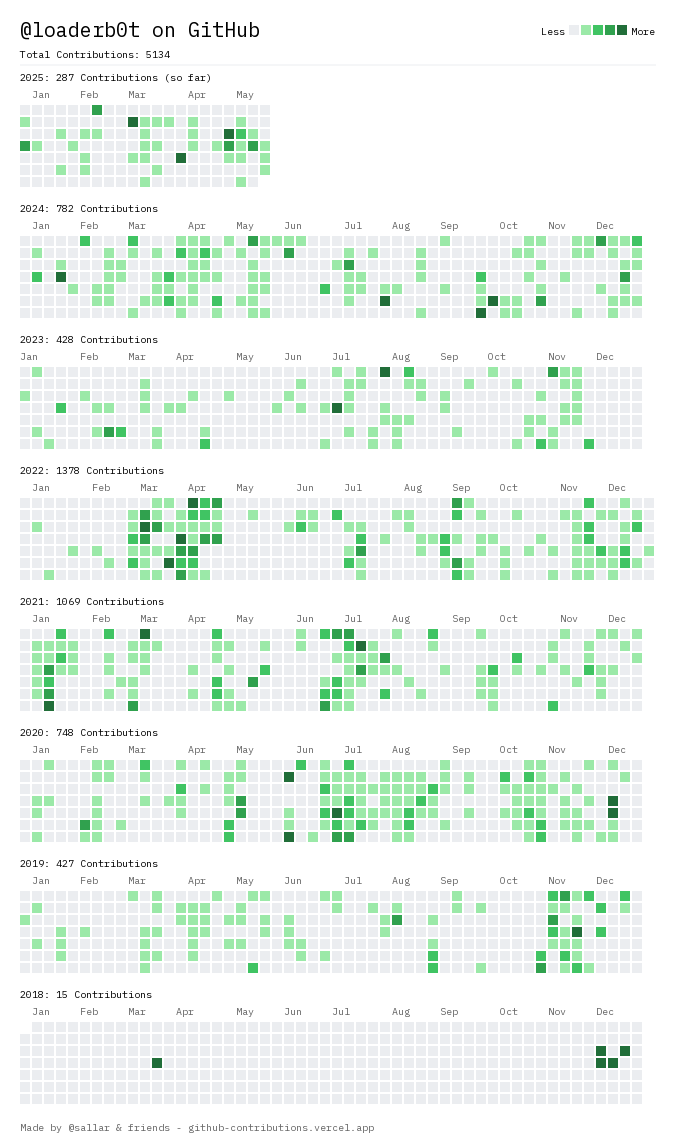 @loaderb0t on GitHub
Less More
Total Contributions: 5134
2025: 287 Contributions (so far)
Jan Feb Mar Apr May
2024: 782 Contributions
Jan Feb Mar Apr May Jun Jul Aug Sep Oct Nov Dec
2023: 428 Contributions
Jan Feb Mar Apr May Jun Jul Aug Sep Oct Nov Dec
2022: 1378 Contributions
Jan Feb Mar Apr May Jun Jul Aug Sep Oct Nov Dec
2021: 1069 Contributions
Jan Feb Mar Apr May Jun Jul Aug Sep Oct Nov Dec
2020: 748 Contributions
Jan Feb Mar Apr May Jun Jul Aug Sep Oct Nov Dec
2019: 427 Contributions
Jan Feb Mar Apr May Jun Jul Aug Sep Oct Nov Dec
2018: 15 Contributions
Jan Feb Mar Apr May Jun Jul Aug Sep Oct Nov Dec
Made by @sallar & friends - github-contributions.vercel.app